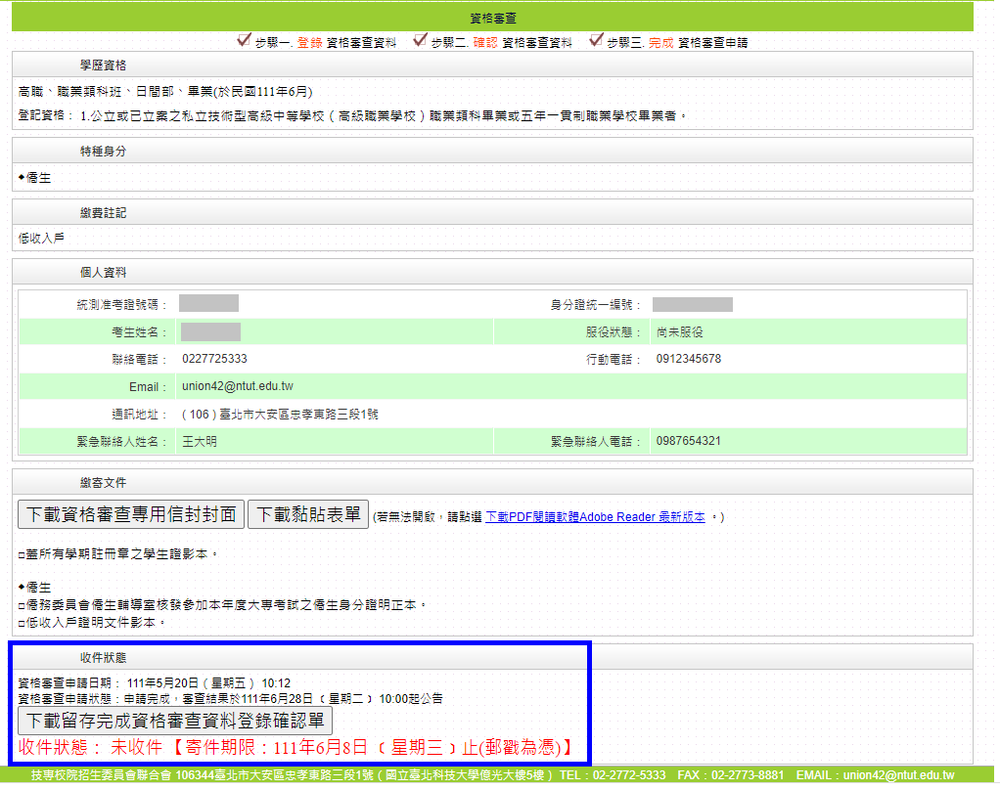 資格審查
步驟一. 登錄 資格審查資料 步驟二. 確認 資格審查資料 步驟三. 完成 資格審查申請
學歷資格
高職、職業類科班、日間部、畢業(於民國111年6月)
登記資格： 1.公立或已立案之私立技術型高級中等學校（高級職業學校）職業類科畢業或五年一貫制職業學校畢業者。
特種身分
◆僑生
繳費註記
低收入戶
個人資料
統測准考證號碼： 身分證統一編號：
考生姓名： 服役狀態： 尚未服役
聯絡電話： 0227725333 行動電話： 0912345678
Email： union42@ntut.edu.tw
通訊地址： ( 106 ) 臺北市大安區忠孝東路三段1號
緊急聯絡人姓名： 王大明 緊急聯絡人電話： 0987654321
繳寄文件
下載資格審查專用信封封面 下載黏貼表單 (若無法開啟，請點選 下載PDF閱讀軟體Adobe Reader 最新版本 。)
□蓋所有學期註冊章之學生證影本。
◆僑生
□僑務委員會僑生輔導室核發參加本年度大專考試之僑生身分證明正本。
□低收入戶證明文件影本。
收件狀態
資格審查申請日期： 111年5月20日（星期五） 10:12
資格審查申請狀態：申請完成，審查結果於111年6月28日﹝星期二﹞ 10:00起公告
下載留存完成資格審查資料登錄確認單
收件狀態： 未收件 【寄件期限：111年6月8日﹝星期三﹞止(郵戳為憑)】
技專校院招生委員會聯合會 106344臺北市大安區忠孝東路三段1號（國立臺北科技大學億光大樓5樓） TEL：02-2772-5333 FAX：02-2773-8881 EMAIL：union42@ntut.edu.tw